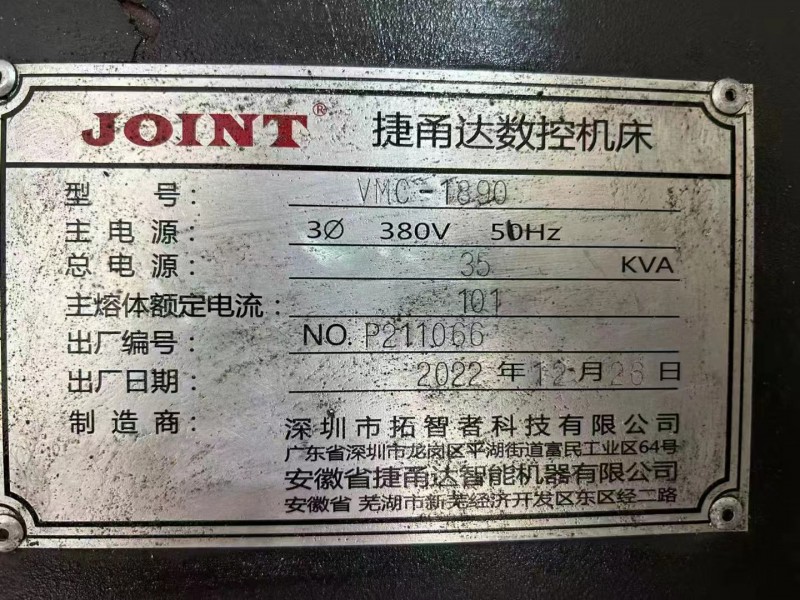 JOINT® 捷甬达数控机床
型 号： VMC-1890
主 电 源： 3Ø 380V 50Hz
总 电 源： 35 KVA
主熔体额定电流： 101
出厂编号： NO. P211066
出厂日期： 2022 年 12 月 26 日
制 造 商： 深圳市拓智者科技有限公司
广东省深圳市龙岗区平湖街道富民工业区64号
安徽省捷甬达智能机器有限公司
安徽省 芜湖市新芜经济开发区东区经二路